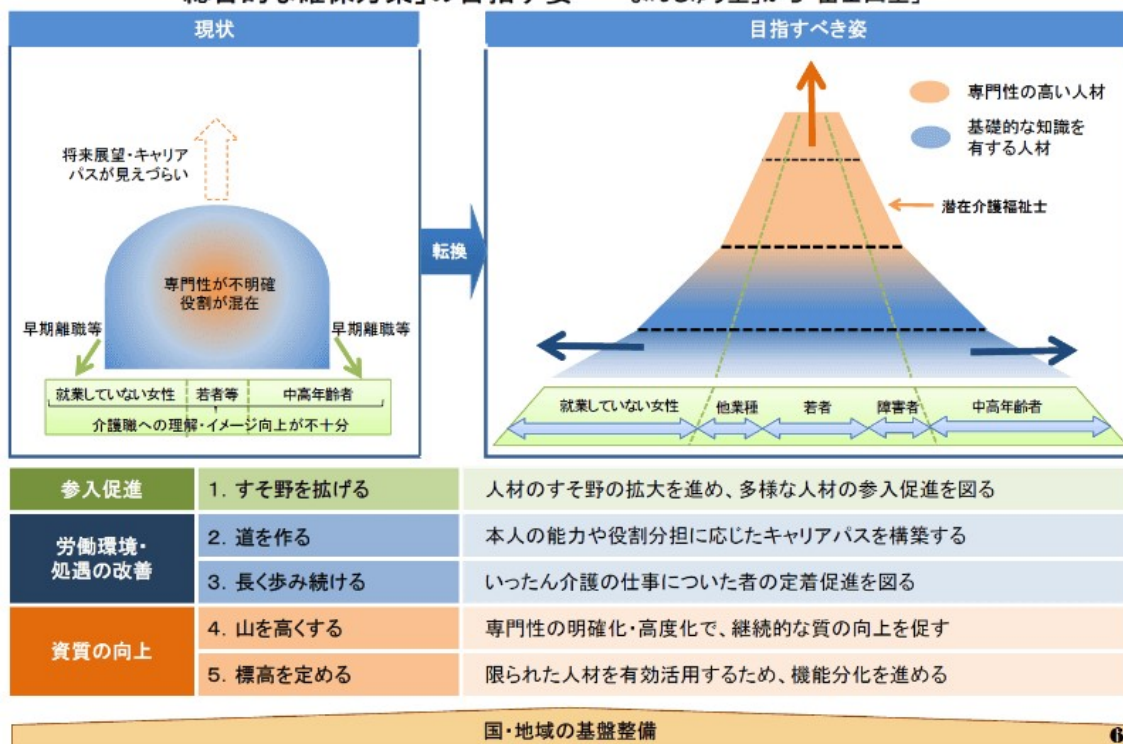 現状
目指すべき姿
将来展望・キャリア
パスが見えづらい
専門性が不明確
役割が混在
早期離職等
早期離職等
就業していない女性 若者等 中高年齢者
介護職への理解・イメージ向上が不十分
転換
専門性の高い人材
基礎的な知識を
有する人材
潜在介護福祉士
就業していない女性 他業種 若者 障害者 中高年齢者
参入促進
1．すそ野を拡げる
人材のすそ野の拡大を進め、多様な人材の参入促進を図る
労働環境・
処遇の改善
2．道を作る
本人の能力や役割分担に応じたキャリアパスを構築する
3．長く歩み続ける
いったん介護の仕事についた者の定着促進を図る
資質の向上
4．山を高くする
専門性の明確化・高度化で、継続的な質の向上を促す
5．標高を定める
限られた人材を有効活用するため、機能分化を進める
国・地域の基盤整備
6